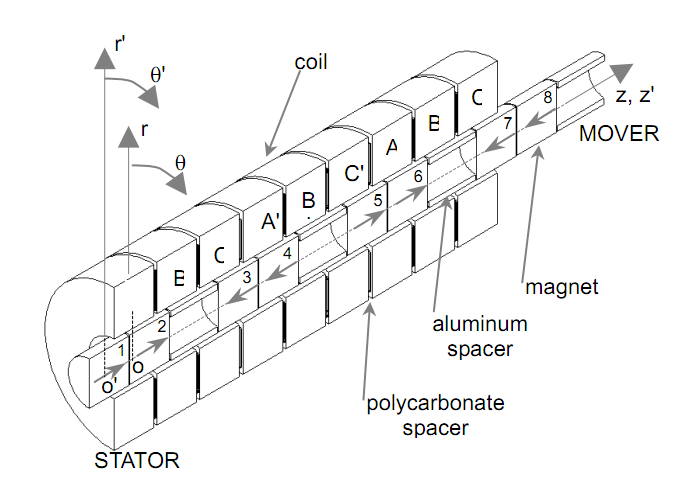 r'
θ'
coil
r
θ
z, z'
MOVER
C
B
A
C'
B
A'
C
B
8
7
6
5
4
3
2
1
o
o'
magnet
aluminum
spacer
polycarbonate
spacer
STATOR